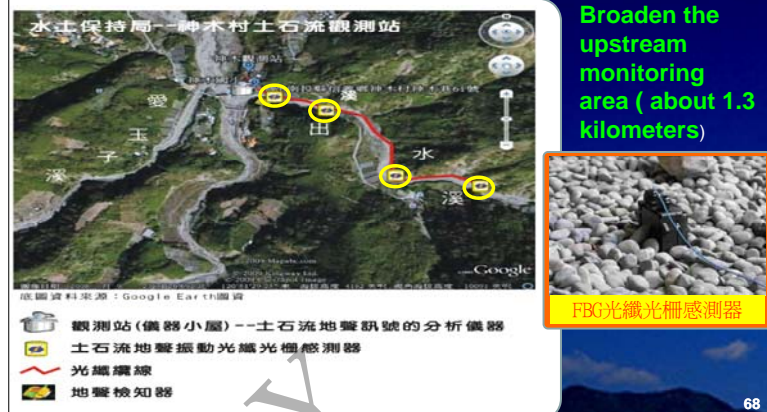 水土保持局--神木村土石流觀測站
Broaden the
upstream
monitoring
area ( about 1.3
kilometers)
神木觀測站
愛
玉
子
溪
出
水
溪
Google
底圖資料來源：Google Earth圖資
觀測站(儀器小屋)--土石流地聲訊號的分析儀器
土石流地聲振動光纖光柵感測器
光纖纜線
地聲檢知器
FBG光纖光柵感測器
68